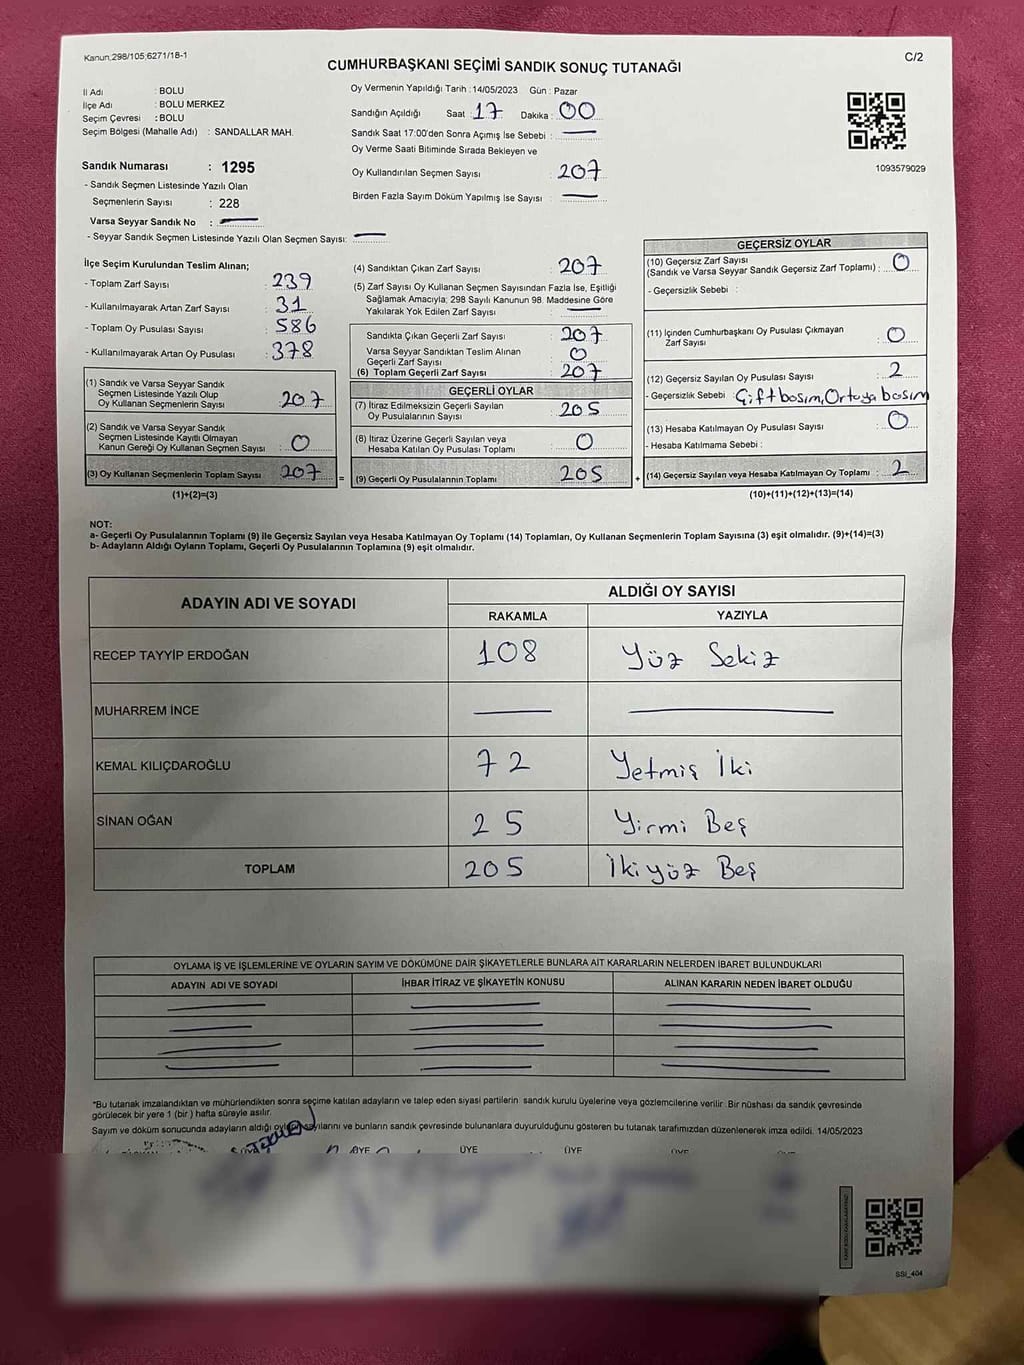 Kanun:298/105;6271/18-1
C/2
CUMHURBAŞKANI SEÇİMİ SANDIK SONUÇ TUTANAĞI
İl Adı : BOLU
İlçe Adı : BOLU MERKEZ
Seçim Çevresi : BOLU
Seçim Bölgesi (Mahalle Adı) : SANDALLAR MAH.
Sandık Numarası : 1295
- Sandık Seçmen Listesinde Yazılı Olan
Seçmenlerin Sayısı : 228
Varsa Seyyar Sandık No :
- Seyyar Sandık Seçmen Listesinde Yazılı Olan Seçmen Sayısı:
Oy Vermenin Yapıldığı Tarih : 14/05/2023 Gün : Pazar
Sandığın Açıldığı Saat 17 Dakika : 00
Sandık Saat 17:00'den Sonra Açımış İse Sebebi :
Oy Verme Saati Bitiminde Sırada Bekleyen ve
Oy Kullandırılan Seçmen Sayısı : 207
Birden Fazla Sayım Döküm Yapılmış İse Sayısı :
1093579029
İlçe Seçim Kurulundan Teslim Alınan;
- Toplam Zarf Sayısı : 239
- Kullanılmayarak Artan Zarf Sayısı : 31
- Toplam Oy Pusulası Sayısı : 586
- Kullanılmayarak Artan Oy Pusulası : 378
(1) Sandık ve Varsa Seyyar Sandık
Seçmen Listesinde Yazılı Olup
Oy Kullanan Seçmenlerin Sayısı : 207
(2) Sandık ve Varsa Seyyar Sandık
Seçmen Listesinde Kayıtlı Olmayan
Kanun Gereği Oy Kullanan Seçmen Sayısı : 0
(3) Oy Kullanan Seçmenlerin Toplam Sayısı : 207 =
(1)+(2)=(3)
(4) Sandıktan Çıkan Zarf Sayısı : 207
(5) Zarf Sayısı Oy Kullanan Seçmen Sayısından Fazla İse, Eşitliği
Sağlamak Amacıyla; 298 Sayılı Kanunun 98. Maddesine Göre
Yakılarak Yok Edilen Zarf Sayısı :
Sandıkta Çıkan Geçerli Zarf Sayısı : 207
Varsa Seyyar Sandıktan Teslim Alınan
Geçerli Zarf Sayısı : 0
(6) Toplam Geçerli Zarf Sayısı : 207
GEÇERLİ OYLAR
(7) İtiraz Edilmeksizin Geçerli Sayılan
Oy Pusulalarının Sayısı : 205
(8) İtiraz Üzerine Geçerli Sayılan veya
Hesaba Katılan Oy Pusulası Toplamı : 0
(9) Geçerli Oy Pusulalarının Toplamı : 205 +
GEÇERSİZ OYLAR
(10) Geçersiz Zarf Sayısı
(Sandık ve Varsa Seyyar Sandık Geçersiz Zarf Toplamı) : 0
- Geçersizlik Sebebi :
(11) İçinden Cumhurbaşkanı Oy Pusulası Çıkmayan
Zarf Sayısı : 0
(12) Geçersiz Sayılan Oy Pusulası Sayısı : 2
- Geçersizlik Sebebi : Çift bosım, Ortaya bosım
(13) Hesaba Katılmayan Oy Pusulası Sayısı : 0
- Hesaba Katılmama Sebebi :
(14) Geçersiz Sayılan veya Hesaba Katılmayan Oy Toplamı : 2
(10)+(11)+(12)+(13)=(14)
NOT:
a- Geçerli Oy Pusulalarının Toplamı (9) ile Geçersiz Sayılan veya Hesaba Katılmayan Oy Toplamı (14) Toplamları, Oy Kullanan Seçmenlerin Toplam Sayısına (3) eşit olmalıdır. (9)+(14)=(3)
b- Adayların Aldığı Oyların Toplamı, Geçerli Oy Pusulalarının Toplamına (9) eşit olmalıdır.
ADAYIN ADI VE SOYADI
ALDIĞI OY SAYISI
RAKAMLA YAZIYLA
RECEP TAYYİP ERDOĞAN 108 Yüz Sekiz
MUHARREM İNCE
KEMAL KILIÇDAROĞLU 72 Yetmiş İki
SİNAN OĞAN 25 Yirmi Beş
TOPLAM 205 İki yüz Beş
OYLAMA İŞ VE İŞLEMLERİNE VE OYLARIN SAYIM VE DÖKÜMÜNE DAİR ŞİKAYETLERLE BUNLARA AİT KARARLARIN NELERDEN İBARET BULUNDUKLARI
ADAYIN ADI VE SOYADI İHBAR İTİRAZ VE ŞİKAYETİN KONUSU ALINAN KARARIN NEDEN İBARET OLDUĞU
*Bu tutanak imzalandıktan ve mühürlendikten sonra seçime katılan adayların ve talep eden siyasi partilerin sandık kurulu üyelerine veya gözlemcilerine verilir. Bir nüshası da sandık çevresinde
görülecek bir yere 1 (bir) hafta süreyle asılır.
Sayım ve döküm sonucunda adayların aldığı oyların sayılarını ve bunların sandık çevresinde bulunanlara duyurulduğunu gösteren bu tutanak tarafımızdan düzenlenerek imza edildi. 14/05/2023
ÜYE ÜYE ÜYE ÜYE
SSİ_404